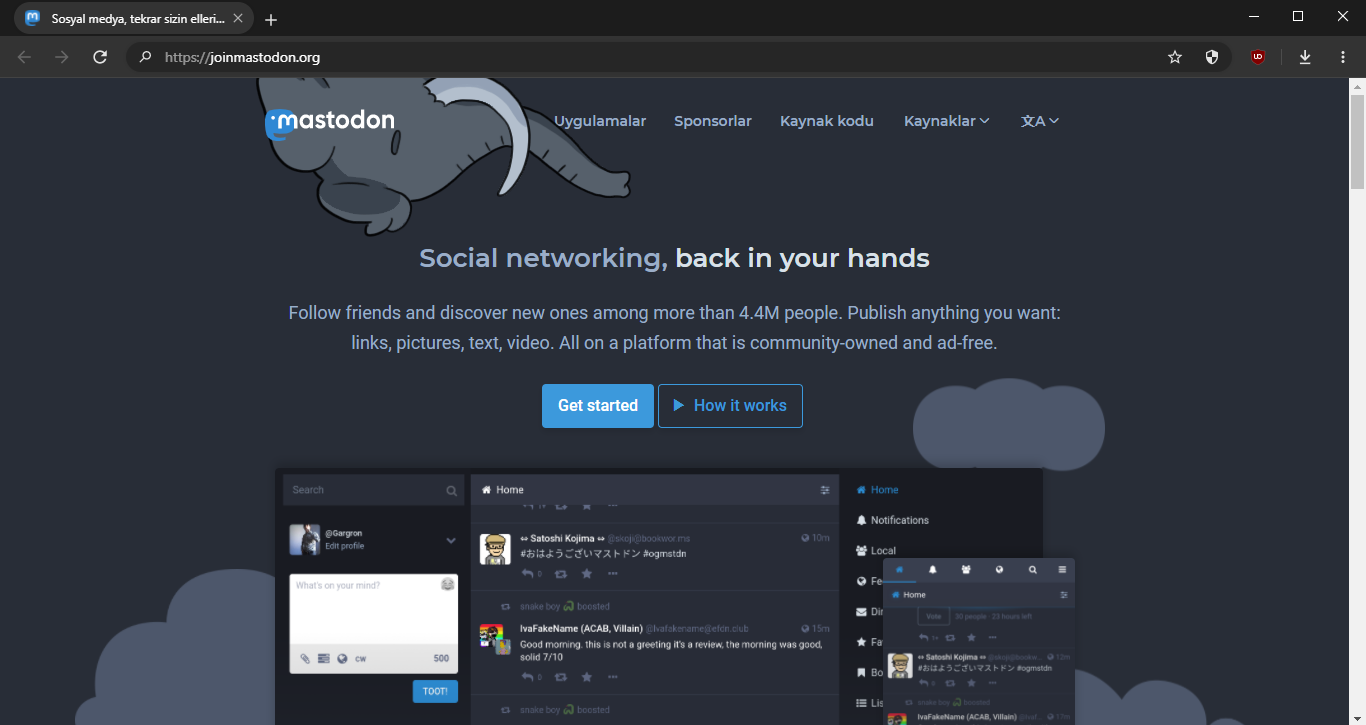 Sosyal medya, tekrar sizin elleri...
https://joinmastodon.org
mastodon
Uygulamalar Sponsorlar Kaynak kodu Kaynaklar 文A
Social networking, back in your hands
Follow friends and discover new ones among more than 4.4M people. Publish anything you want:
links, pictures, text, video. All on a platform that is community-owned and ad-free.
Get started How it works
Search
@Gargron
Edit profile
What's on your mind?
cw 500
TOOT!
Home
1+
⇔ Satoshi Kojima ⇔ @skoji@bookwor.ms 10m
#おはようございマストドン #ogmstdn
0
snake boy boosted
IvaFakeName (ACAB, Villain) @Ivafakename@efdn.club 15m
Good morning. this is not a greeting it's a review, the morning was good,
solid 7/10
0
snake boy boosted
Home
Notifications
Local
Fe
Dir
Fav
Bo
Lis
Home
Vote 30 people · 23 hours left
1+
⇔ Satoshi Kojima ⇔ @skoji@bookw... 12m
#おはようございマストドン #ogmstdn
0
snake boy boosted
IvaFakeName (ACAB, Villain) @Ivaf... 17m